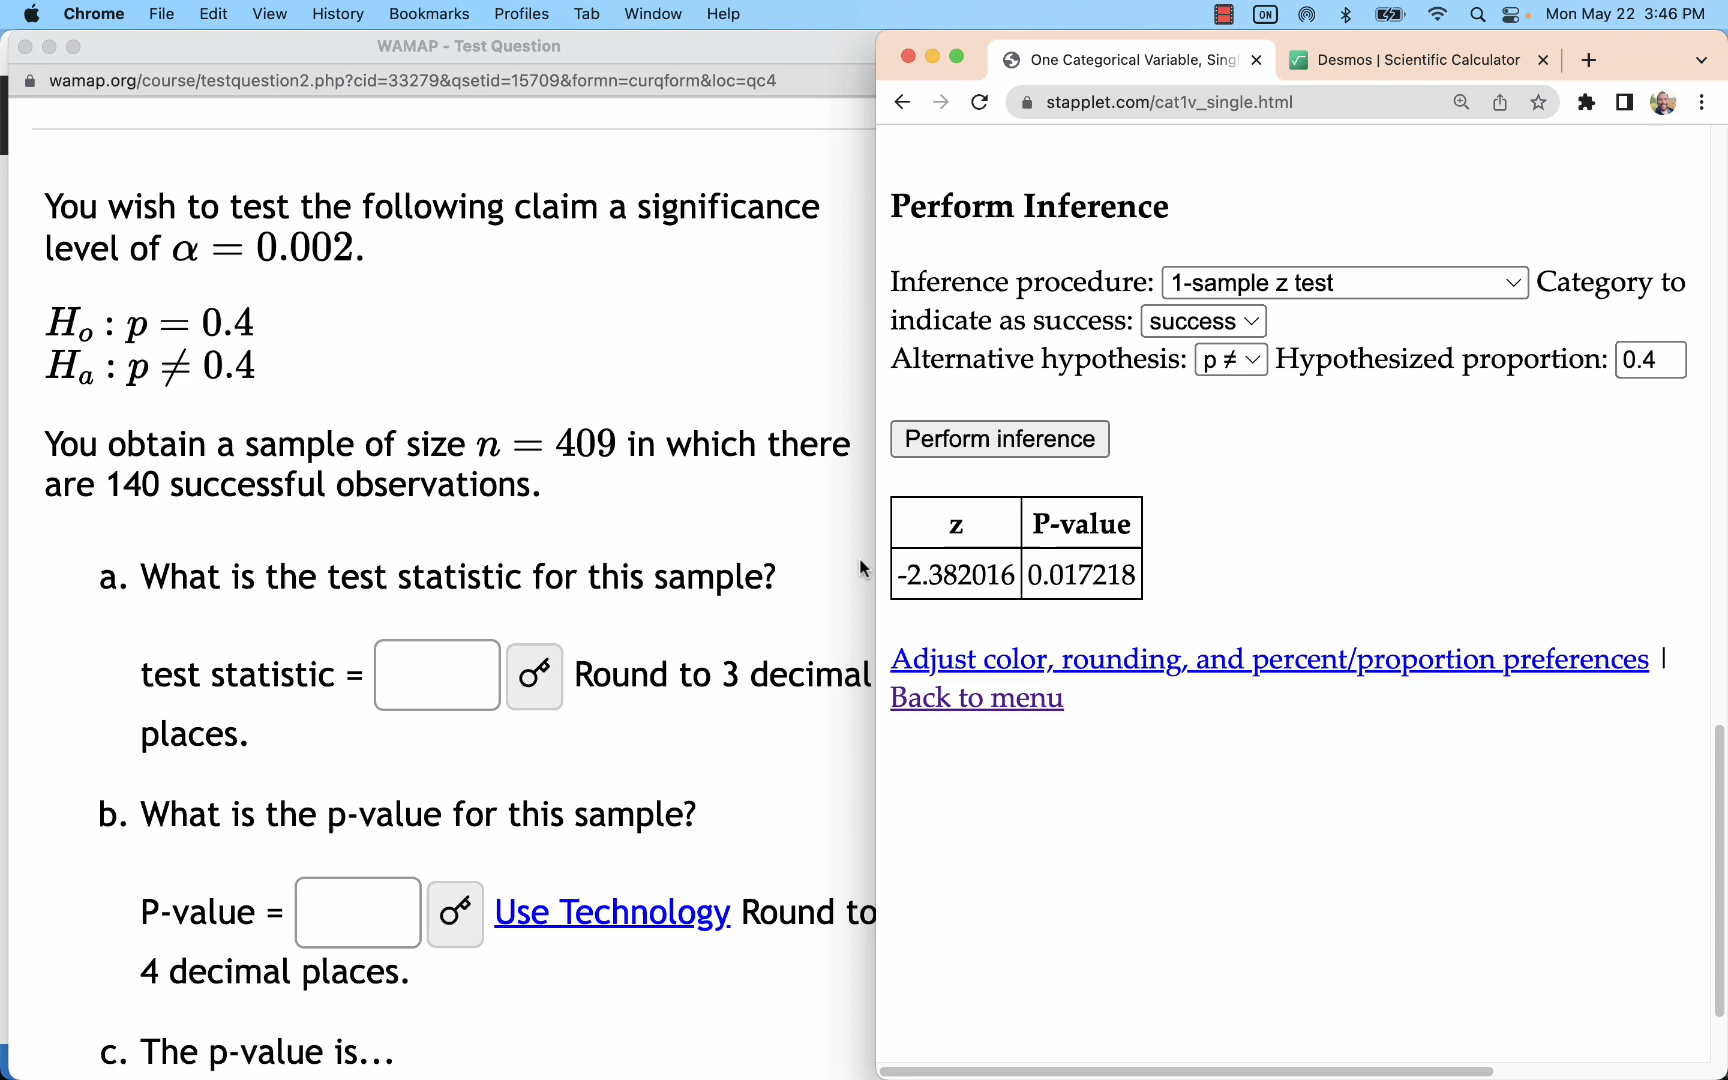 Chrome File Edit View History Bookmarks Profiles Tab Window Help ON Mon May 22 3:46 PM
WAMAP - Test Question
wamap.org/course/testquestion2.php?cid=33279&qsetid=15709&formn=curqform&loc=qc4
You wish to test the following claim a significance
level of α = 0.002.
Hₒ : p = 0.4
Hₐ : p ≠ 0.4
You obtain a sample of size n = 409 in which there
are 140 successful observations.
a. What is the test statistic for this sample?
test statistic = Round to 3 decimal
places.
b. What is the p-value for this sample?
P-value = Use Technology Round to
4 decimal places.
c. The p-value is...
One Categorical Variable, Singl
Desmos | Scientific Calculator
stapplet.com/cat1v_single.html
Perform Inference
Inference procedure: 1-sample z test Category to
indicate as success: success
Alternative hypothesis: p ≠ Hypothesized proportion: 0.4
Perform inference
z P-value
-2.382016 0.017218
Adjust color, rounding, and percent/proportion preferences |
Back to menu